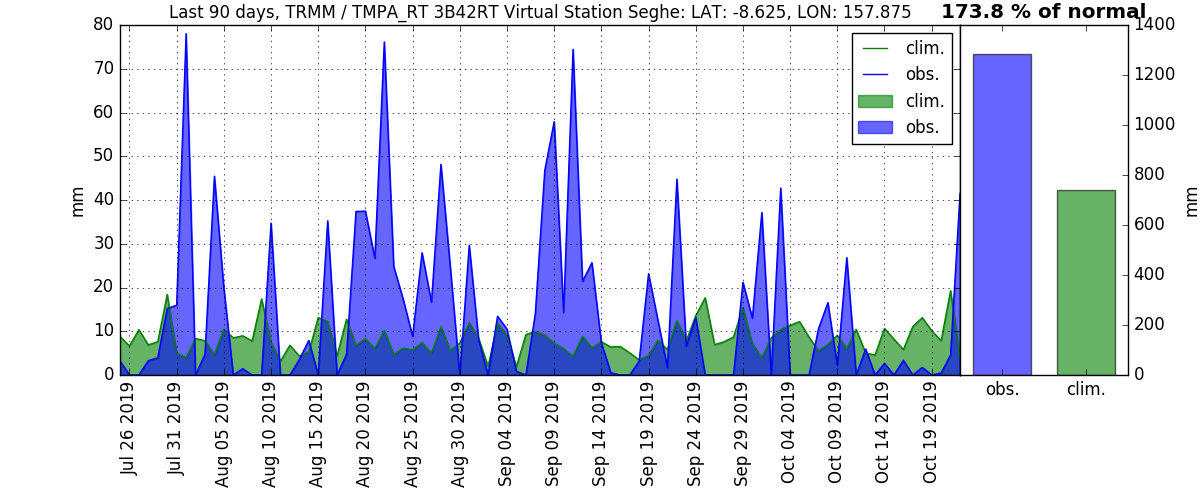 Last 90 days, TRMM / TMPA_RT 3B42RT Virtual Station Seghe: LAT: -8.625, LON: 157.875
173.8 % of normal
mm
80
70
60
50
40
30
20
10
0
clim.
obs.
clim.
obs.
Jul 26 2019
Jul 31 2019
Aug 05 2019
Aug 10 2019
Aug 15 2019
Aug 20 2019
Aug 25 2019
Aug 30 2019
Sep 04 2019
Sep 09 2019
Sep 14 2019
Sep 19 2019
Sep 24 2019
Sep 29 2019
Oct 04 2019
Oct 09 2019
Oct 14 2019
Oct 19 2019
1400
1200
1000
800
600
400
200
0
mm
obs.
clim.